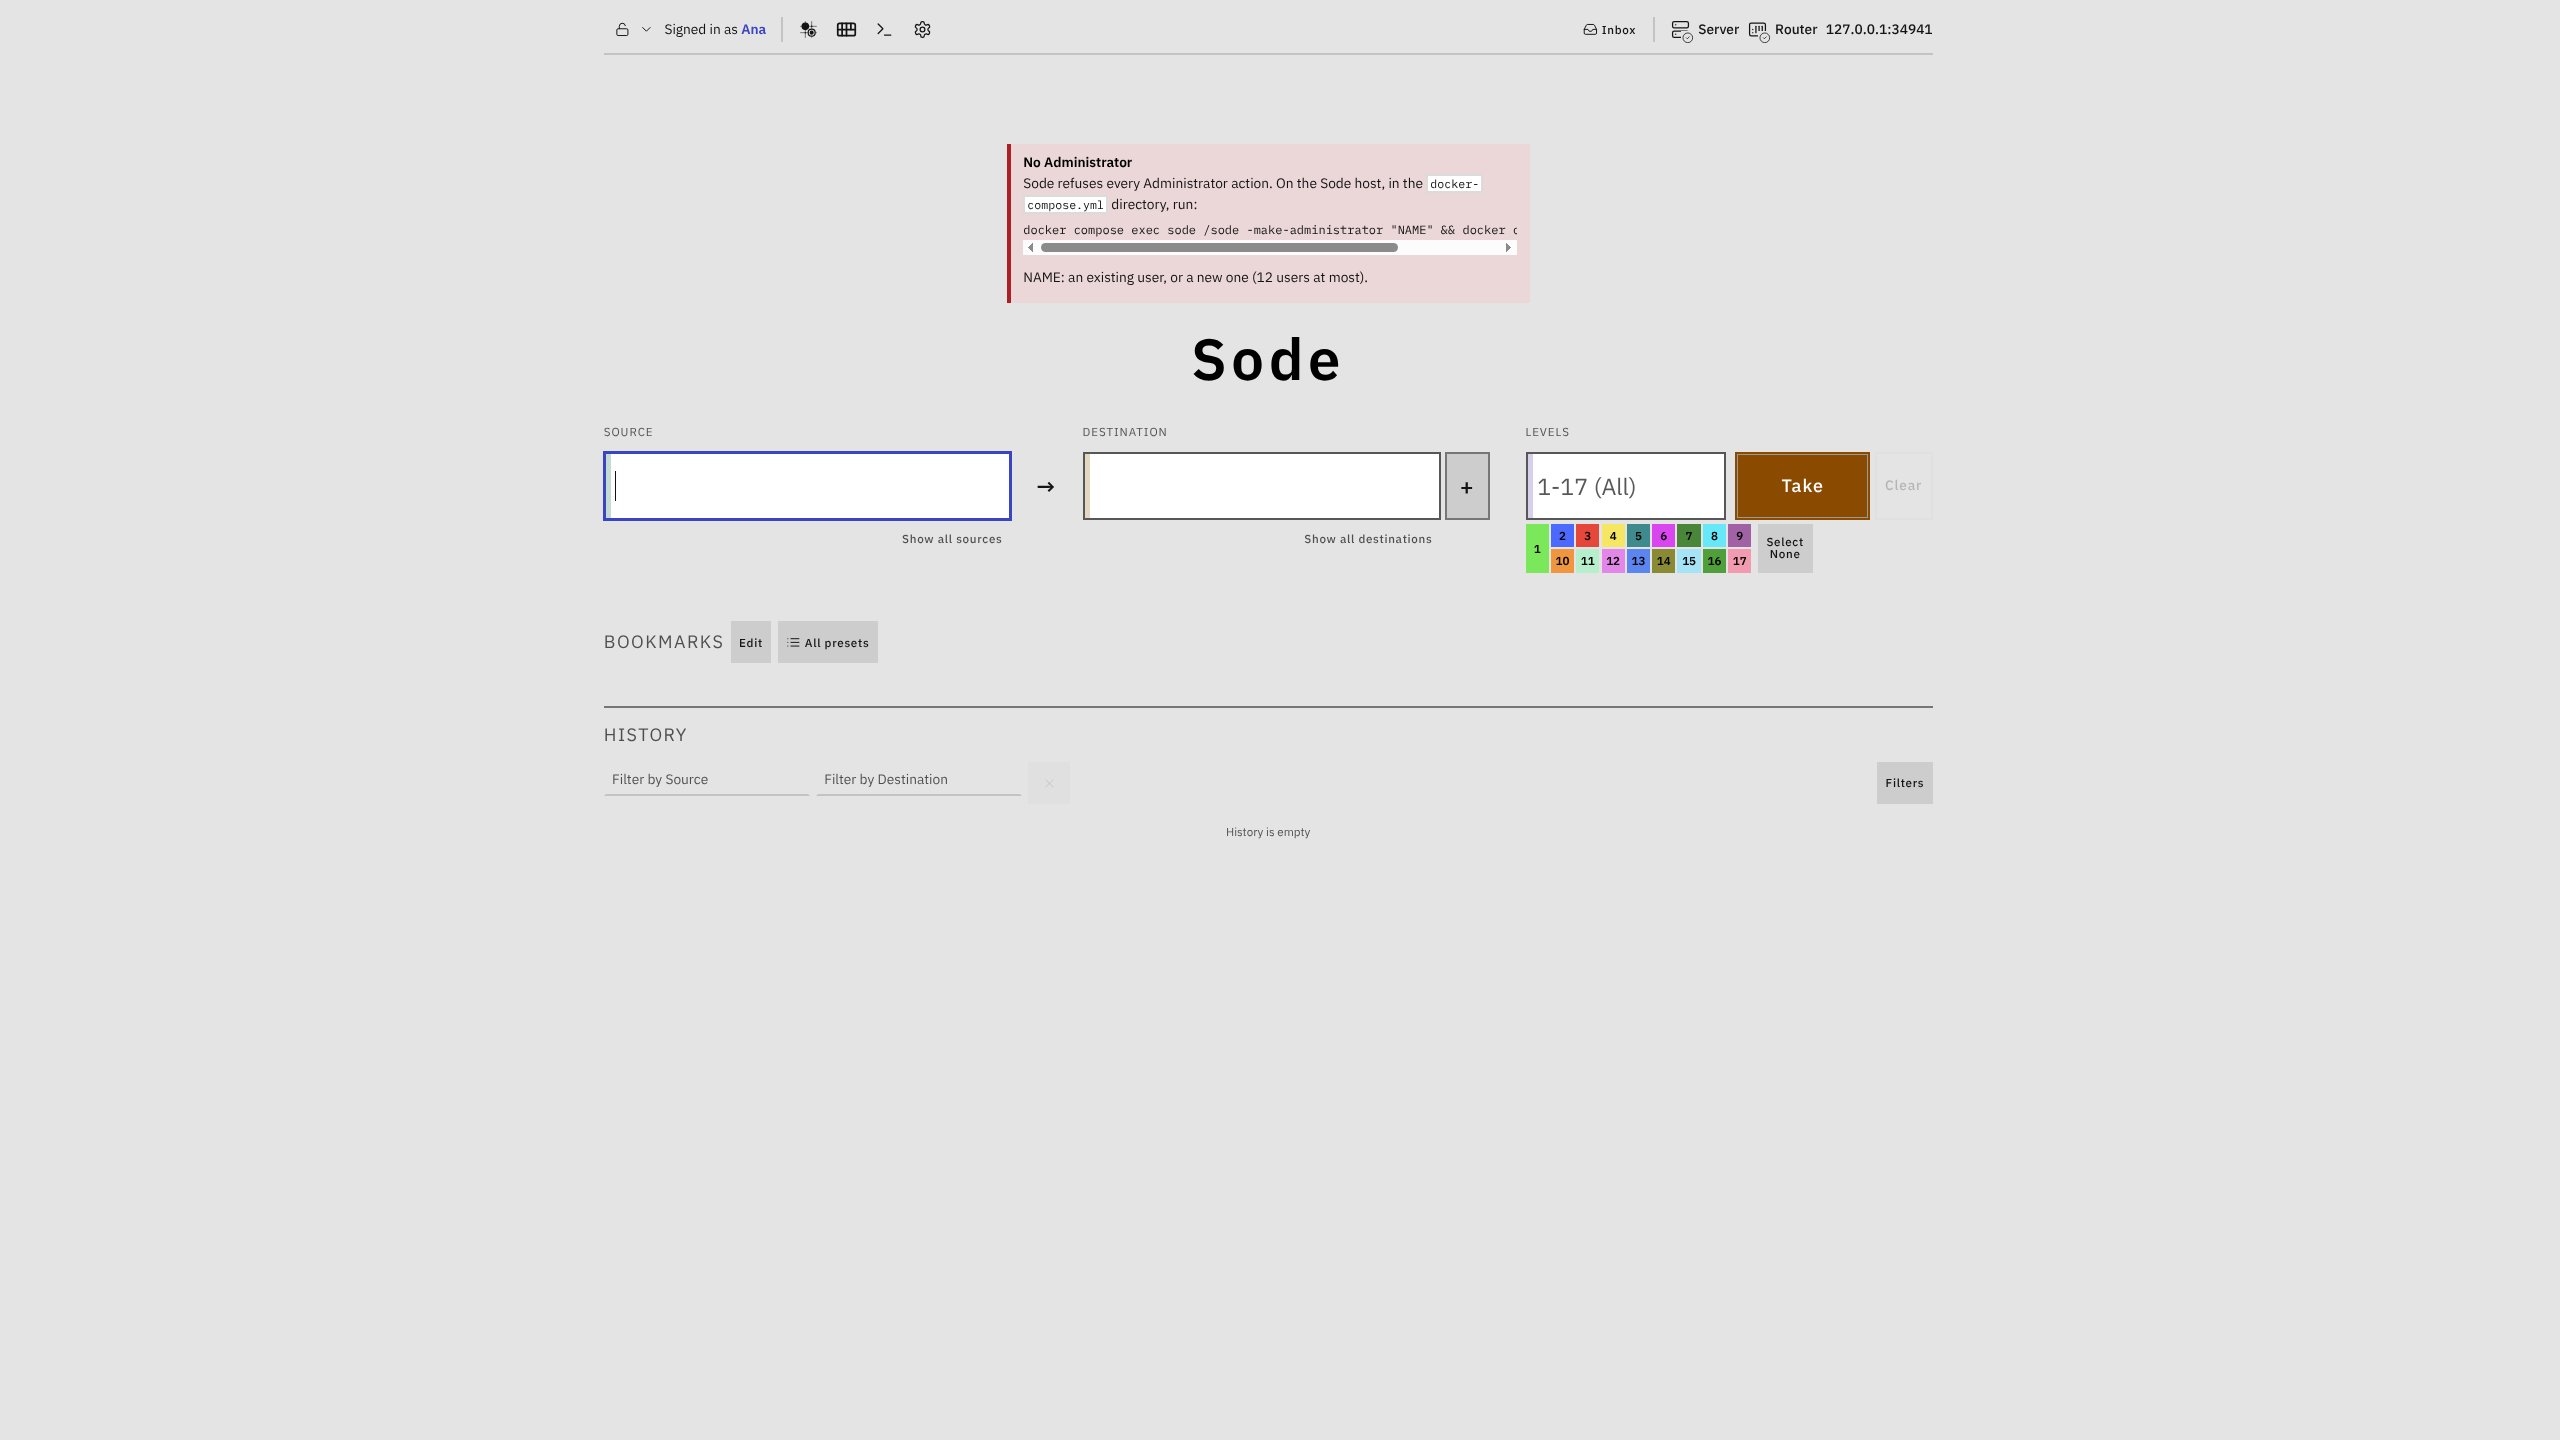 Signed in as Ana
Inbox
Server
Router 127.0.0.1:34941
No Administrator
Sode refuses every Administrator action. On the Sode host, in the docker-
compose.yml directory, run:
docker compose exec sode /sode -make-administrator "NAME" && docker
NAME: an existing user, or a new one (12 users at most).
Sode
SOURCE
DESTINATION
LEVELS
→
+
1-17 (All)
Take
Clear
Show all sources
Show all destinations
1
2 3 4 5 6 7 8 9
10 11 12 13 14 15 16 17
Select
None
BOOKMARKS
Edit
All presets
HISTORY
Filter by Source
Filter by Destination
Filters
History is empty